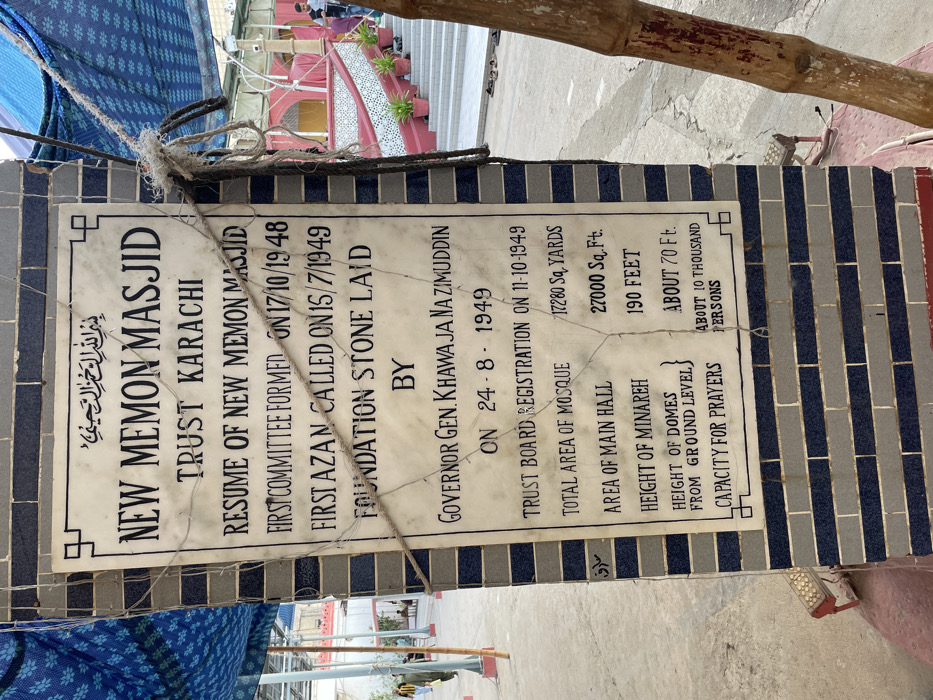 بسم الله الرحمن الرحيم
NEW MEMON MASJID
TRUST KARACHI
RESUME OF NEW MEMON MASJID
FIRST COMMITTEE FORMED ON 17/10/1948
FIRST AZAN CALLED ON 15/7/1949
FOUNDATION STONE LAID
BY
GOVERNOR GEN. KHAWAJA NAZIMUDDIN
ON 24-8-1949
TRUST BOARD REGISTRATION ON 11-10-1949
TOTAL AREA OF MOSQUE 17280 Sq, YARDS
AREA OF MAIN HALL 27000 Sq, Ft.
HEIGHT OF MINAREH 190 FEET
HEIGHT OF DOMES FROM GROUND LEVEL} ABOUT 70 Ft.
CAPACITY FOR PRAYERS ABOUT 10 THOUSAND PERSONS